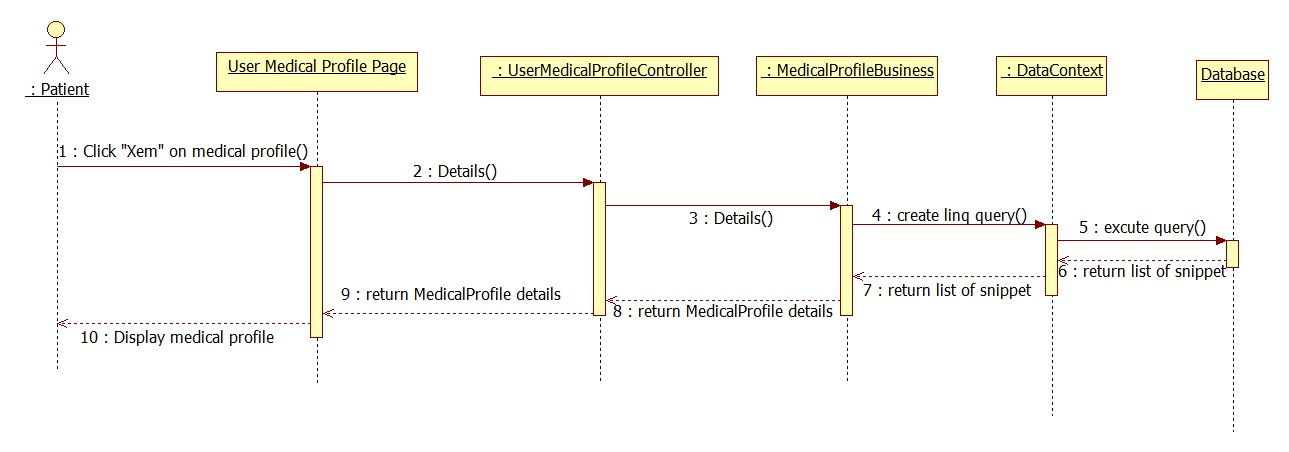 : Patient
User Medical Profile Page
: UserMedicalProfileController
: MedicalProfileBusiness
: DataContext
Database
1 : Click "Xem" on medical profile()
2 : Details()
3 : Details()
4 : create linq query()
5 : excute query()
6 : return list of snippet
7 : return list of snippet
8 : return MedicalProfile details
9 : return MedicalProfile details
10 : Display medical profile